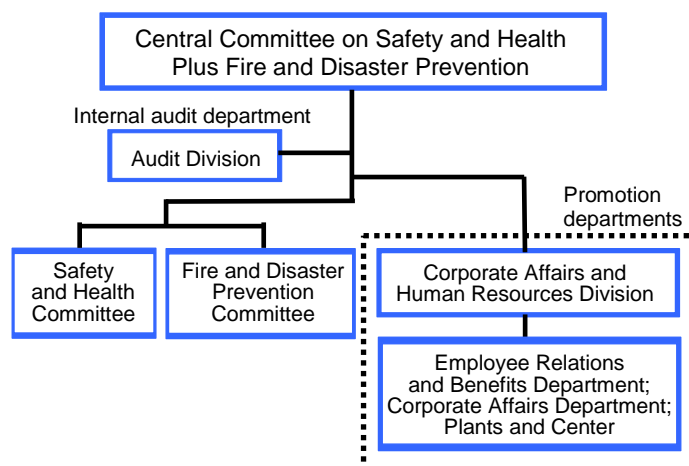 Central Committee on Safety and Health
Plus Fire and Disaster Prevention
Internal audit department
Audit Division
Promotion
departments
Safety
and Health
Committee
Fire and Disaster
Prevention
Committee
Corporate Affairs and
Human Resources Division
Employee Relations
and Benefits Department;
Corporate Affairs Department;
Plants and Center